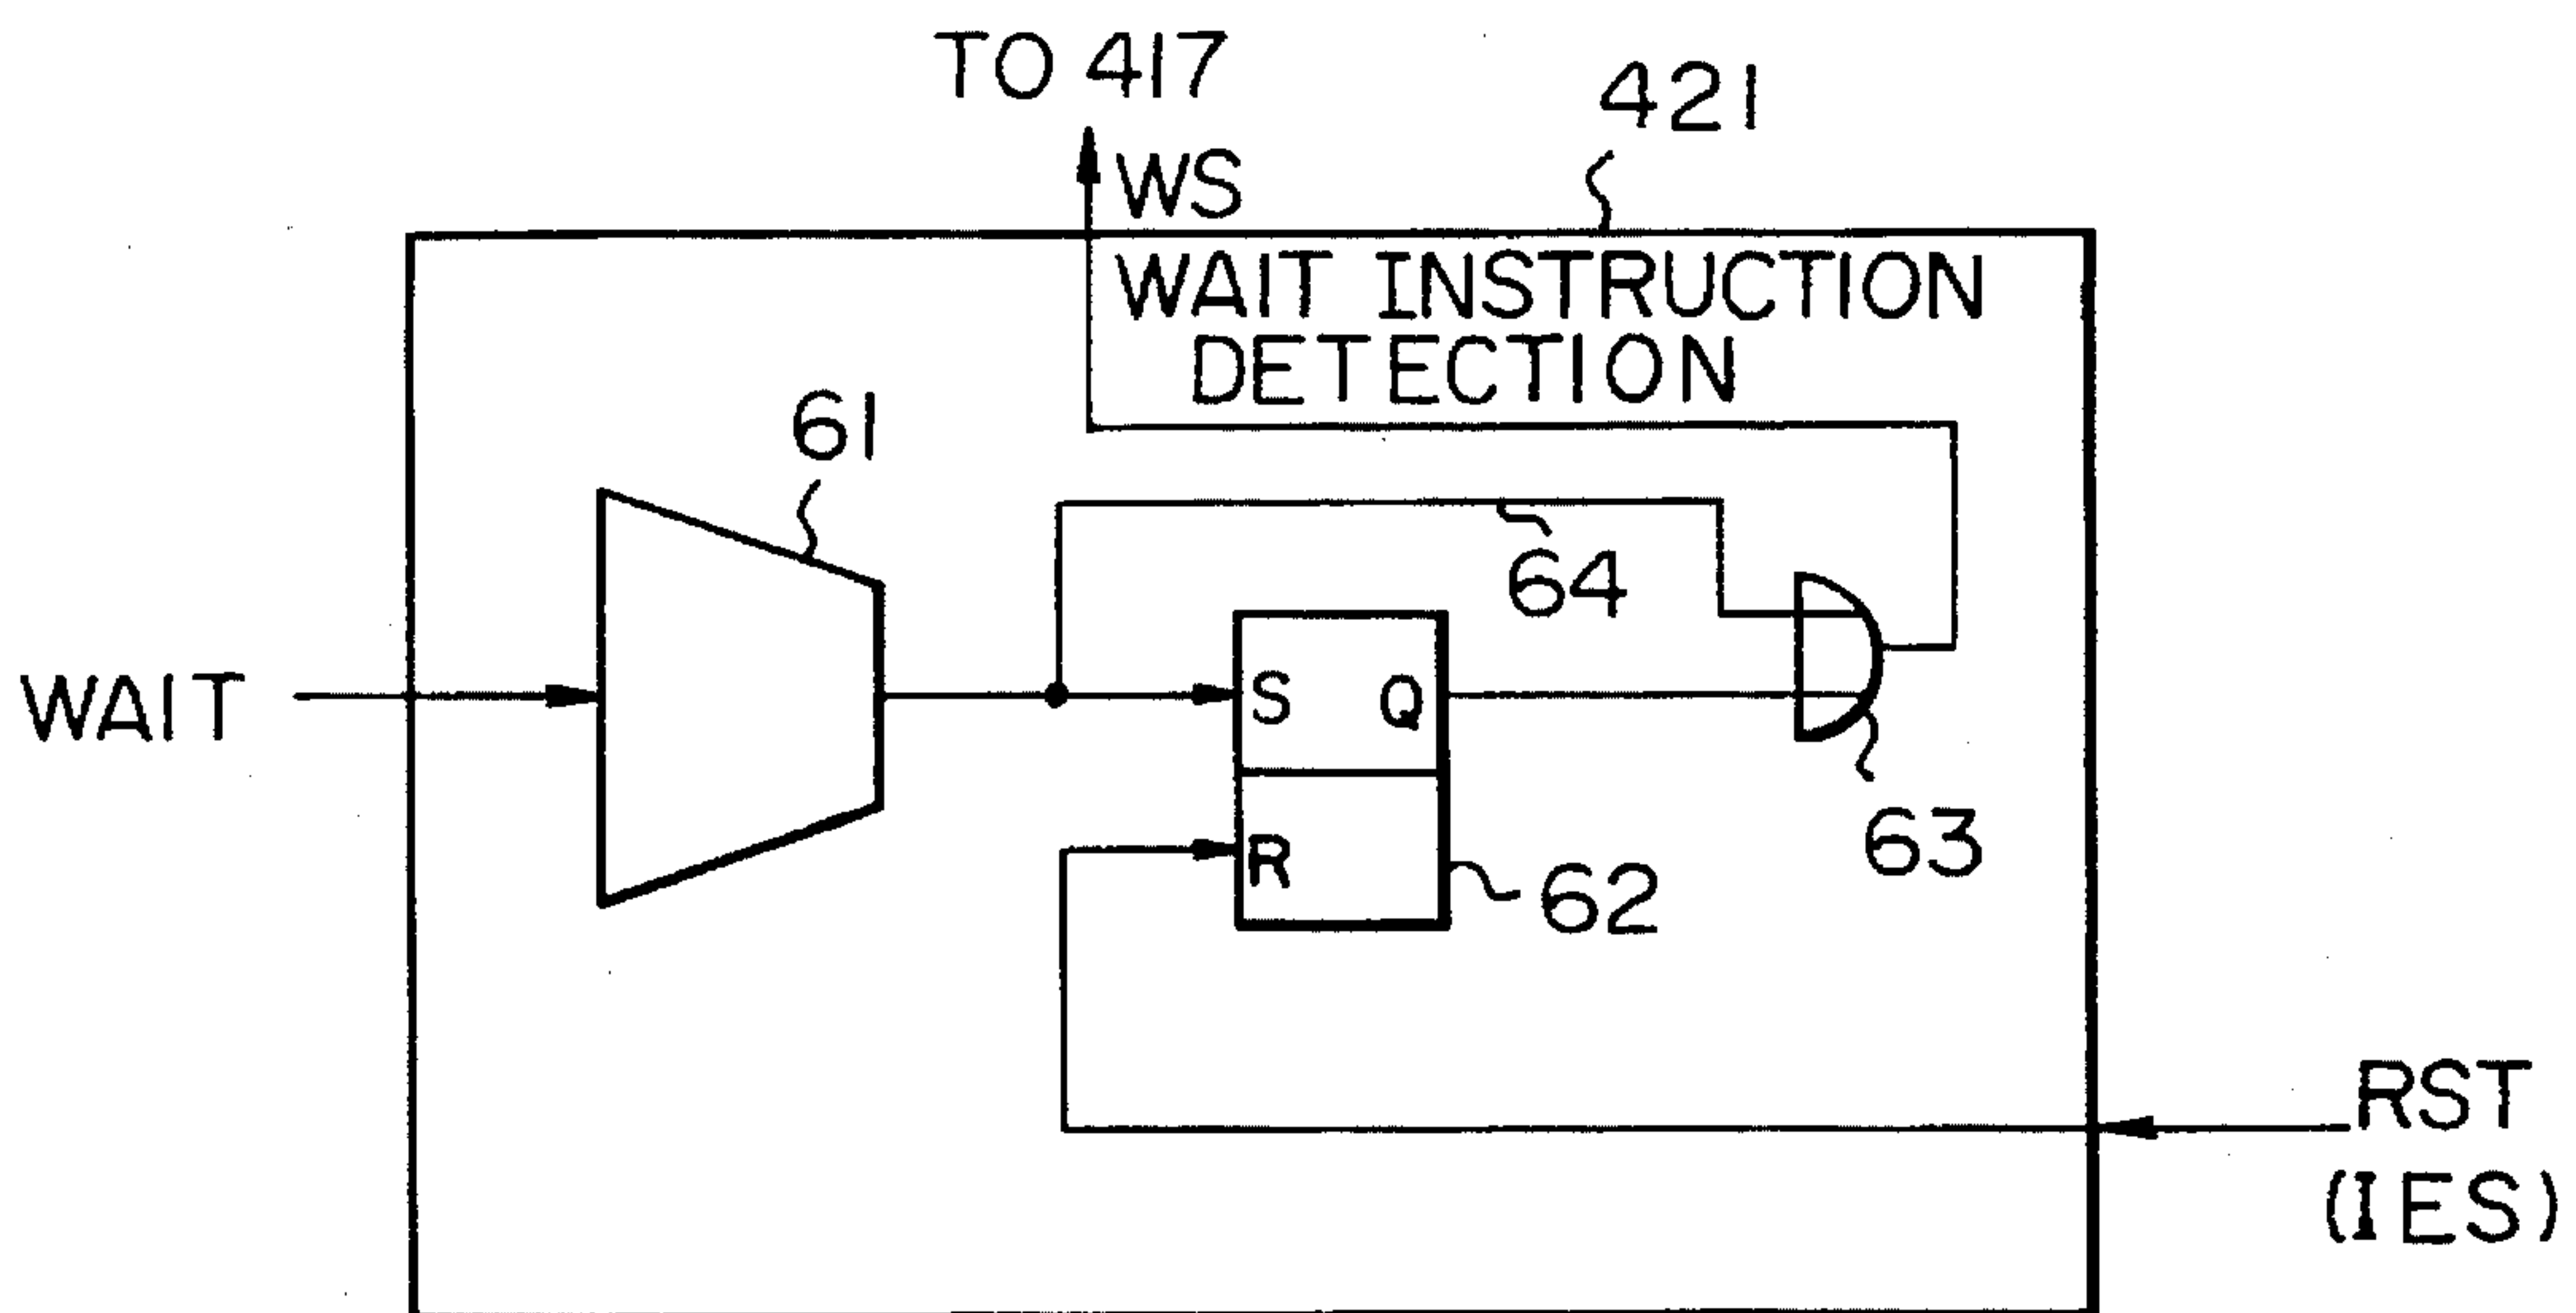 TO 417
421
WS
WAIT INSTRUCTION
DETECTION
61
64
WAIT
S Q
63
R
62
RST
(IES)